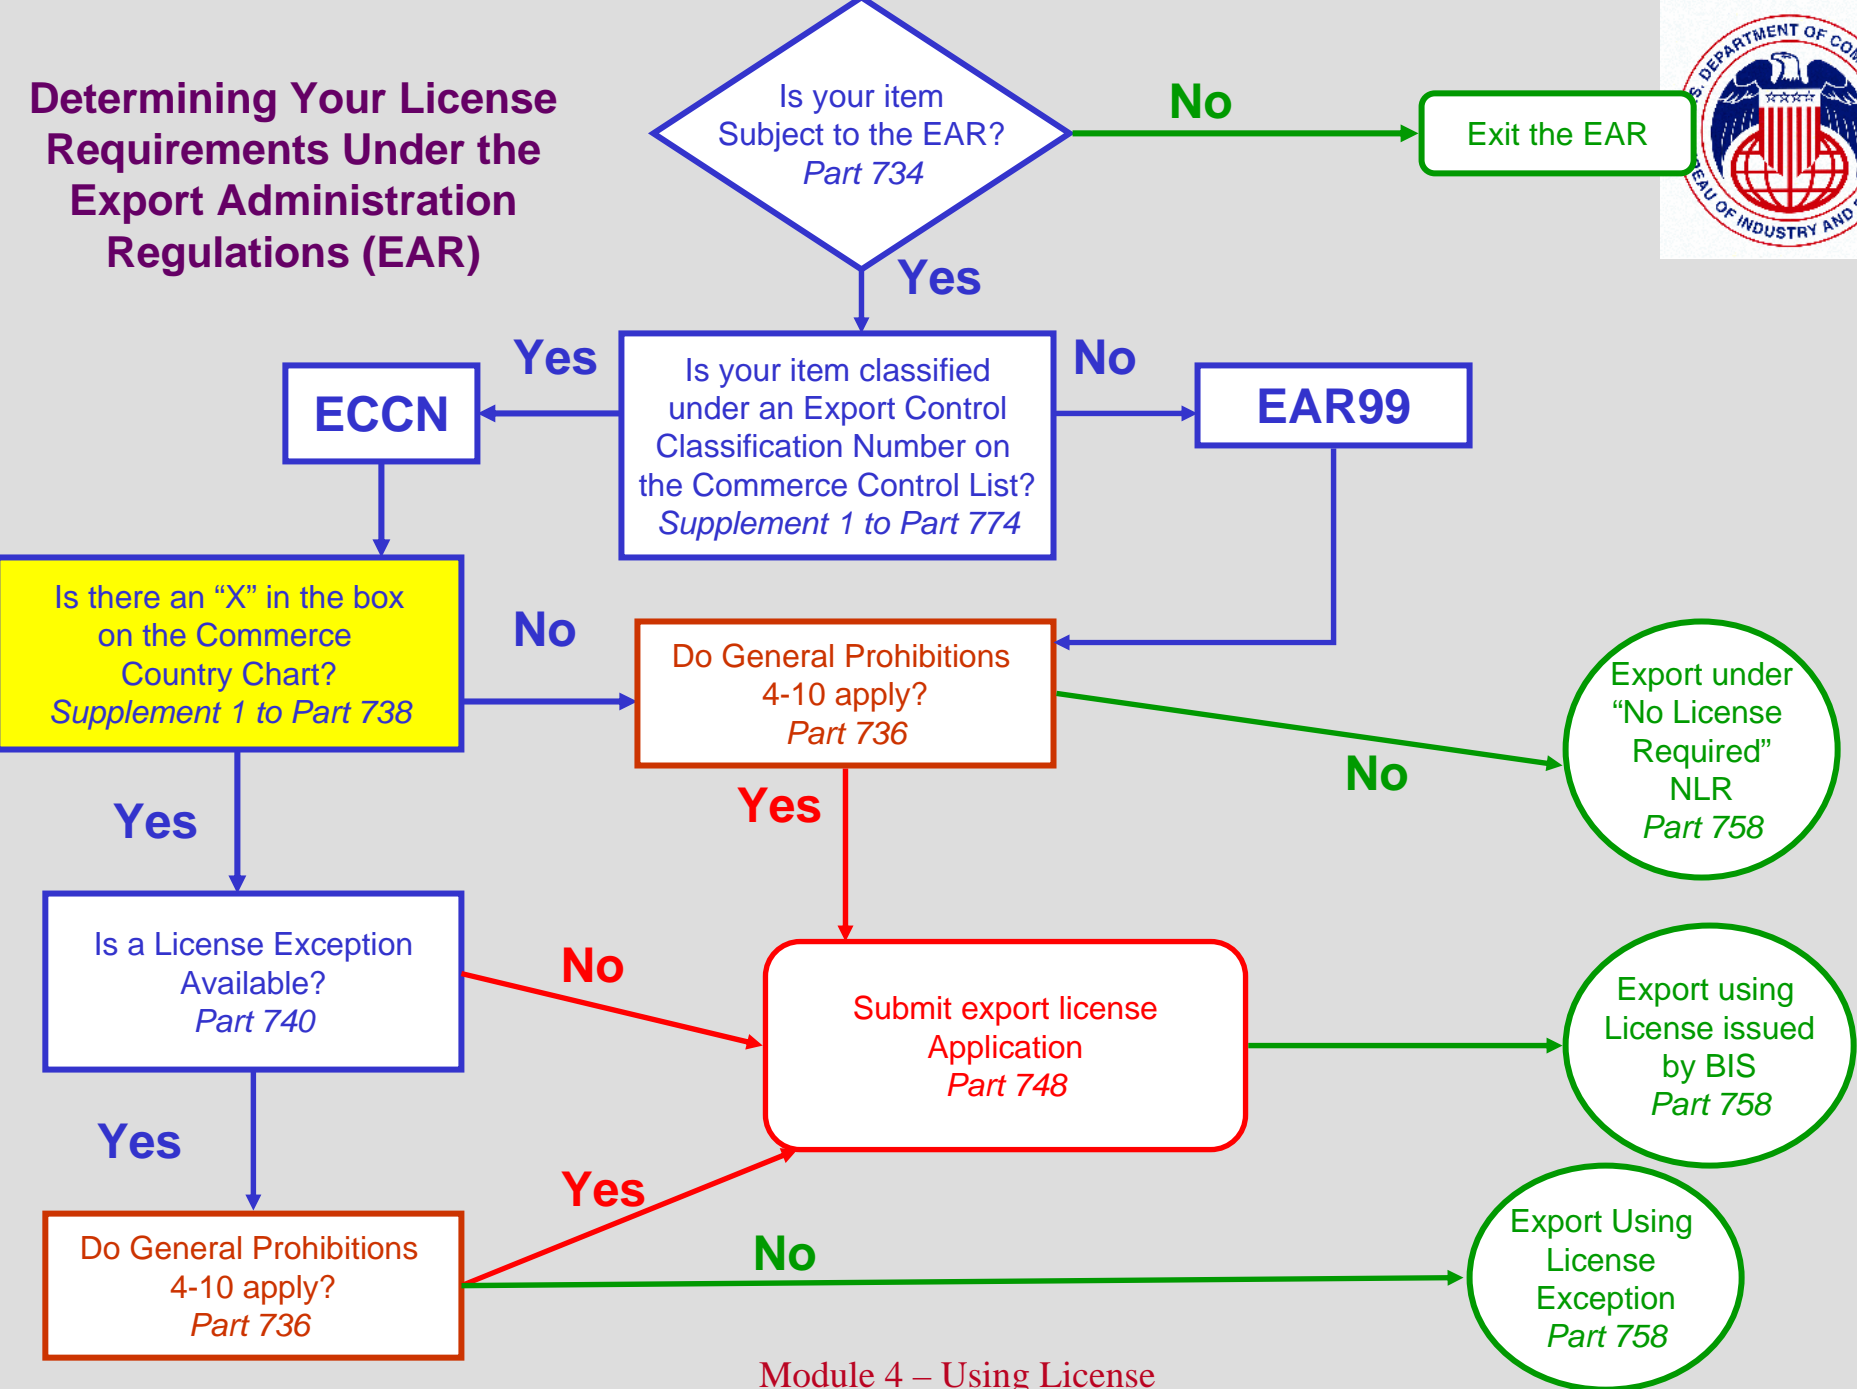 Determining Your License
Requirements Under the
Export Administration
Regulations (EAR)
Is your item
Subject to the EAR?
Part 734
No
Exit the EAR
DEPARTMENT OF
OF INDUSTRY AND
Yes
Yes
Is your item classified
under an Export Control
Classification Number on
the Commerce Control List?
Supplement 1 to Part 774
No
ECCN
EAR99
Is there an “X” in the box
on the Commerce
Country Chart?
Supplement 1 to Part 738
No
Do General Prohibitions
4-10 apply?
Part 736
Export under
“No License
Required”
NLR
Part 758
No
Yes
Yes
Is a License Exception
Available?
Part 740
No
Submit export license
Application
Part 748
Export using
License issued
by BIS
Part 758
Yes
Yes
Do General Prohibitions
4-10 apply?
Part 736
No
Export Using
License
Exception
Part 758
Module 4 – Using License